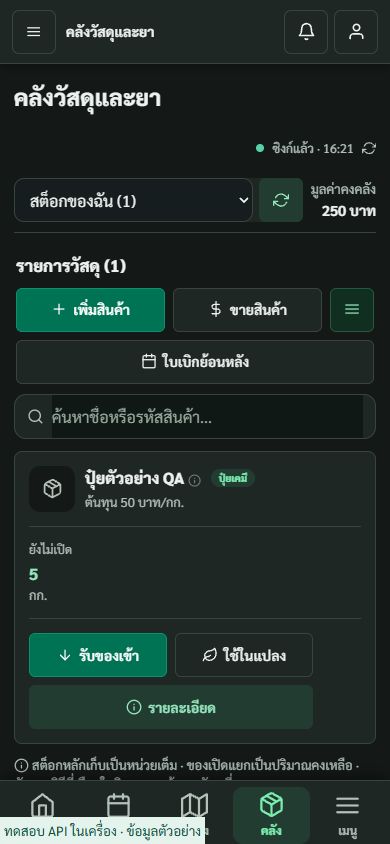 คลังวัสดุและยา
คลังวัสดุและยา
ซิงก์แล้ว · 16:21
สต็อกของฉัน (1)
มูลค่าคงคลัง
250 บาท
รายการวัสดุ (1)
เพิ่มสินค้า
ขายสินค้า
ใบเบิกย้อนหลัง
ค้นหาชื่อหรือรหัสสินค้า...
ปุ๋ยตัวอย่าง QA
ปุ๋ยเคมี
ต้นทุน 50 บาท/กก.
ยังไม่เปิด
5
กก.
รับของเข้า
ใช้ในแปลง
รายละเอียด
สต็อกหลักเก็บเป็นหน่วยเต็ม · ของเปิดแยกเป็นปริมาณคงเหลือ ·
ทดสอบ API ในเครื่อง · ข้อมูลตัวอย่าง
คลัง
เมนู